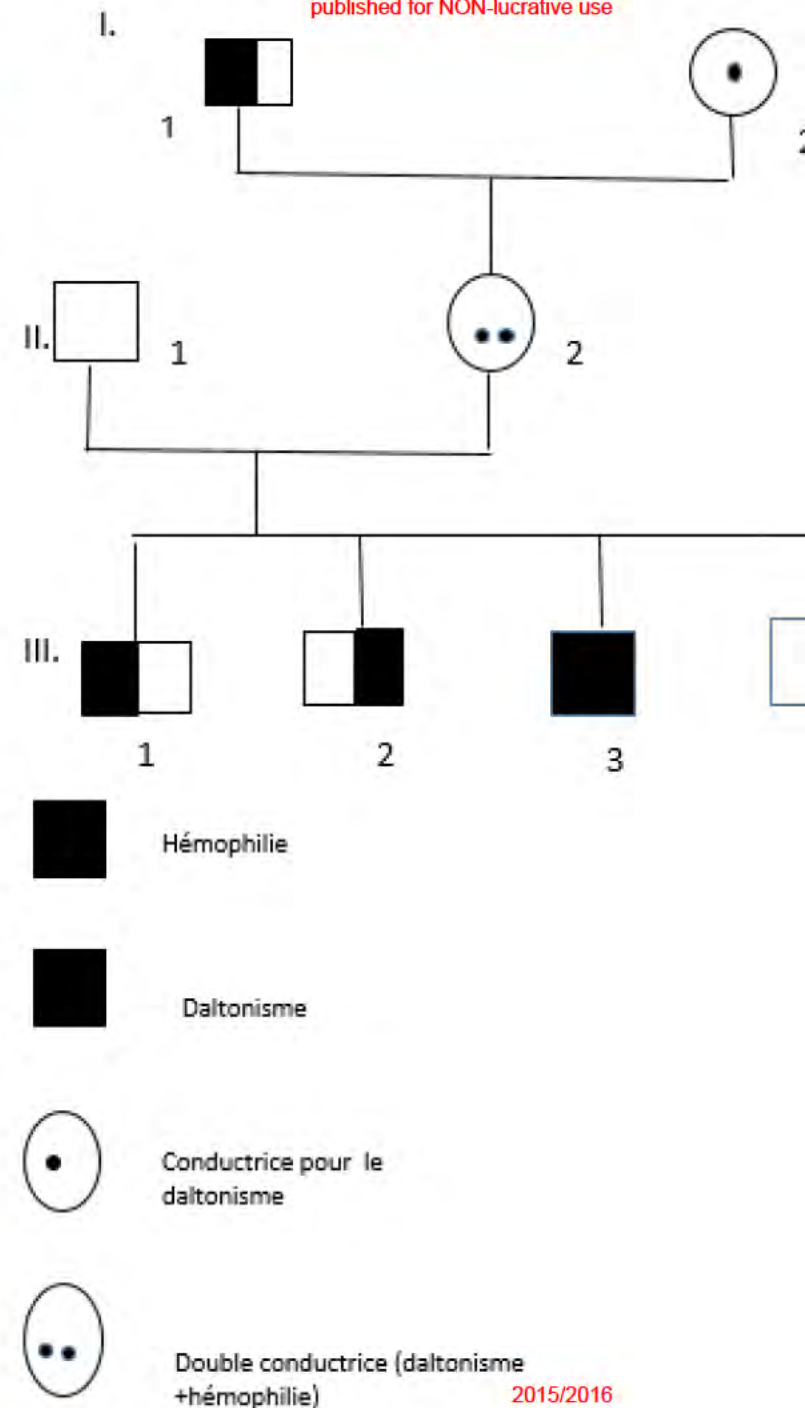 published for NON-lucrative use
I.
1
2
II.
1
2
III.
1
2
3
Hémophilie
Daltonisme
Conductrice pour le
daltonisme
Double conductrice (daltonisme
+hémophilie)
2015/2016